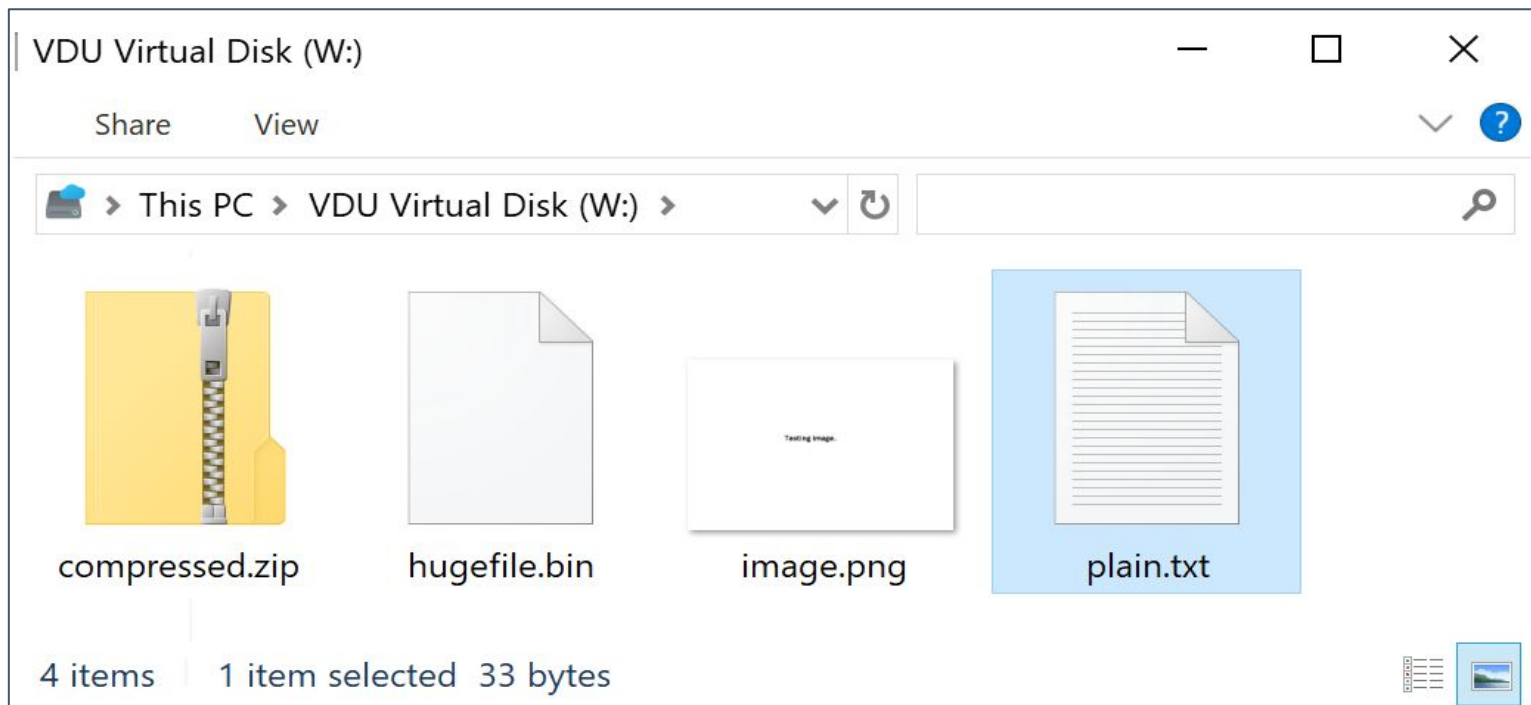 VDU Virtual Disk (W:)
Share View
?
This PC > VDU Virtual Disk (W:) >
Testing image.
compressed.zip hugefile.bin image.png plain.txt
4 items 1 item selected 33 bytes